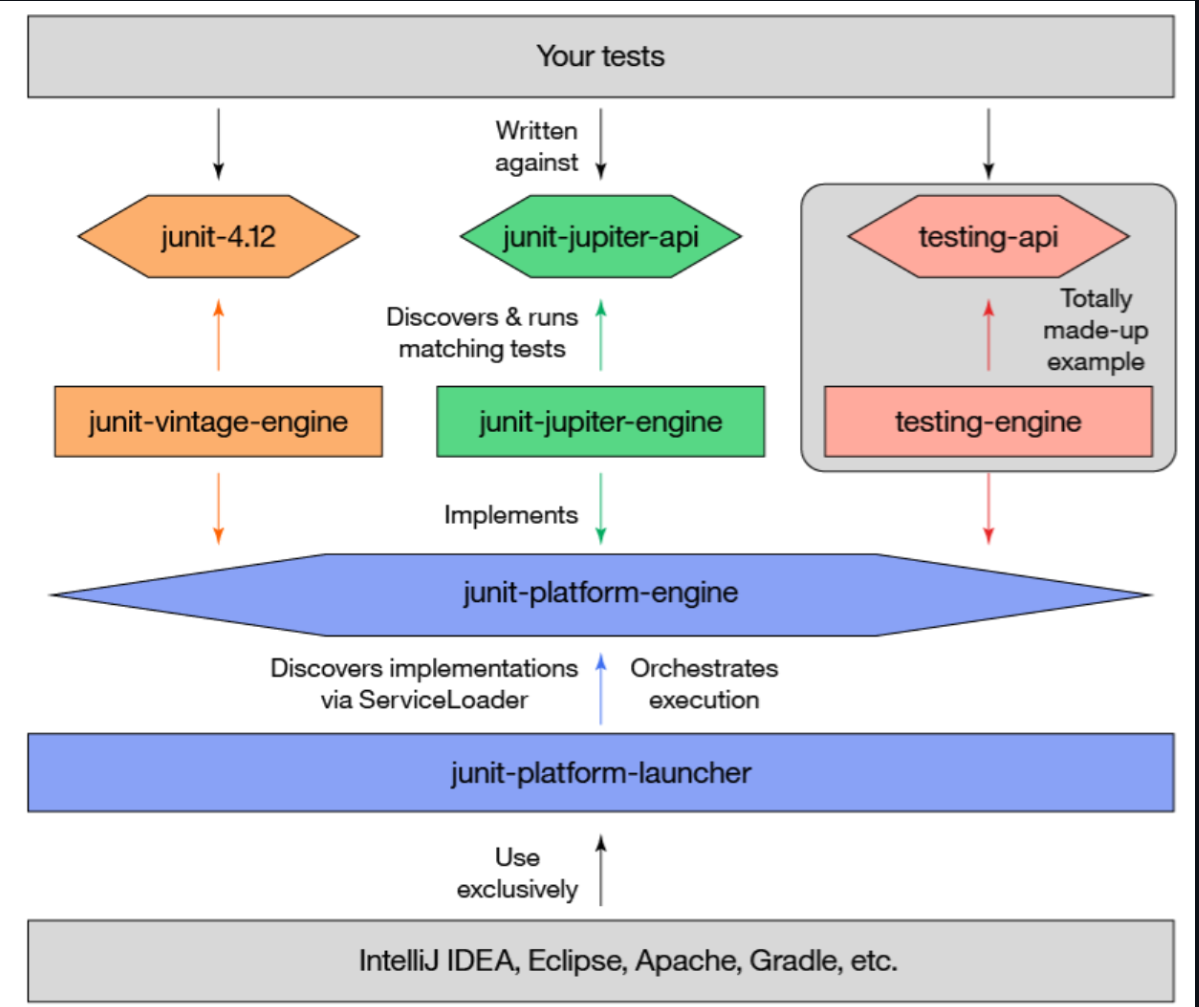 Your tests
Written
against
junit-4.12
junit-jupiter-api
testing-api
Discovers & runs
matching tests
Totally
made-up
example
junit-vintage-engine
junit-jupiter-engine
testing-engine
Implements
junit-platform-engine
Discovers implementations
via ServiceLoader
Orchestrates
execution
junit-platform-launcher
Use
exclusively
IntelliJ IDEA, Eclipse, Apache, Gradle, etc.